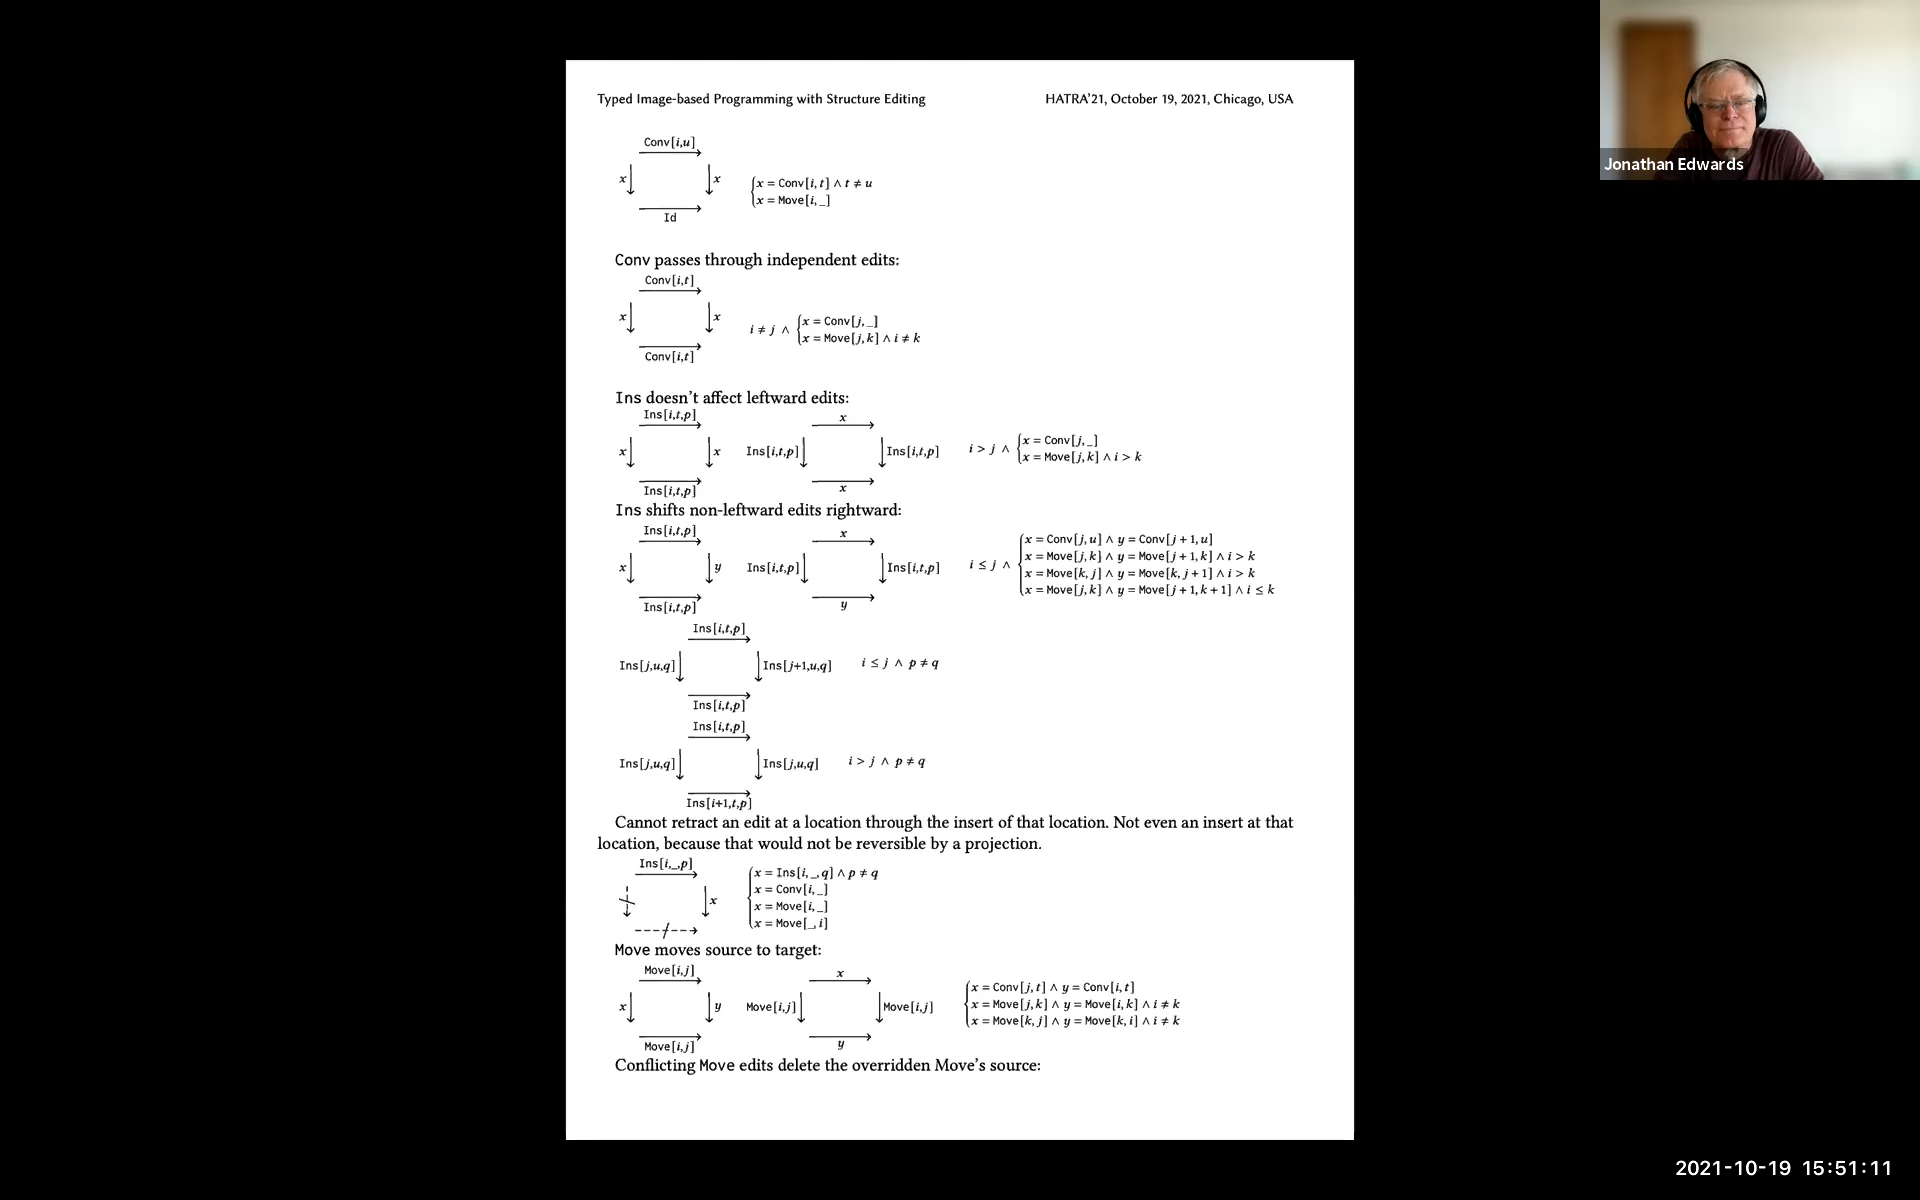 Typed Image-based Programming with Structure Editing HATRA'21, October 19, 2021, Chicago, USA
Jonathan Edwards
Conv[i,u]
x x
x = Conv[i, t] ∧ t ≠ u
x = Move[i, _]
Id
Conv passes through independent edits:
Conv[i,t]
x x i ≠ j ∧
x = Conv[j, _]
x = Move[j, k] ∧ i ≠ k
Conv[i,t]
Ins doesn't affect leftward edits:
Ins[i,t,p] x
x x Ins[i,t,p] Ins[i,t,p] i > j ∧
x = Conv[j, _]
x = Move[j, k] ∧ i > k
Ins[i,t,p] x
Ins shifts non-leftward edits rightward:
Ins[i,t,p] x
x y Ins[i,t,p] Ins[i,t,p] i ≤ j ∧
x = Conv[j, u] ∧ y = Conv[j + 1, u]
x = Move[j, k] ∧ y = Move[j + 1, k] ∧ i > k
x = Move[k, j] ∧ y = Move[k, j + 1] ∧ i > k
x = Move[j, k] ∧ y = Move[j + 1, k + 1] ∧ i ≤ k
Ins[i,t,p] y
Ins[i,t,p]
Ins[j,u,q] Ins[j+1,u,q] i ≤ j ∧ p ≠ q
Ins[i,t,p]
Ins[i,t,p]
Ins[j,u,q] Ins[j,u,q] i > j ∧ p ≠ q
Ins[i+1,t,p]
Cannot retract an edit at a location through the insert of that location. Not even an insert at that
location, because that would not be reversible by a projection.
Ins[i,_,p]
x
x = Ins[i, _, q] ∧ p ≠ q
x = Conv[i, _]
x = Move[i, _]
x = Move[_, i]
Move moves source to target:
Move[i,j] x
x y Move[i,j] Move[i,j]
x = Conv[j, t] ∧ y = Conv[i, t]
x = Move[j, k] ∧ y = Move[i, k] ∧ i ≠ k
x = Move[k, j] ∧ y = Move[k, i] ∧ i ≠ k
Move[i,j] y
Conflicting Move edits delete the overridden Move's source:
2021-10-19 15:51:11